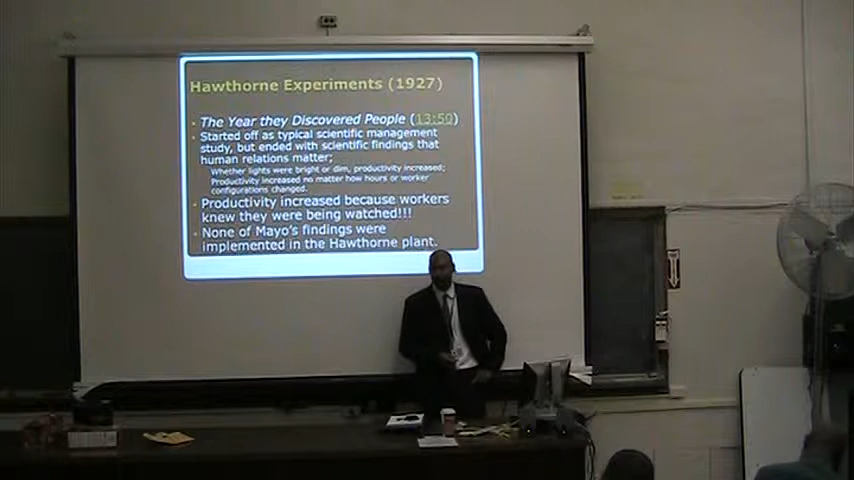 Hawthorne Experiments (1927)
The Year they Discovered People (13:50)
Started off as typical scientific management
study, but ended with scientific findings that
human relations matter;
Whether lights were bright or dim, productivity increased;
Productivity increased no matter how hours or worker
configurations changed.
Productivity increased because workers
knew they were being watched!!!
None of Mayo's findings were
implemented in the Hawthorne plant.